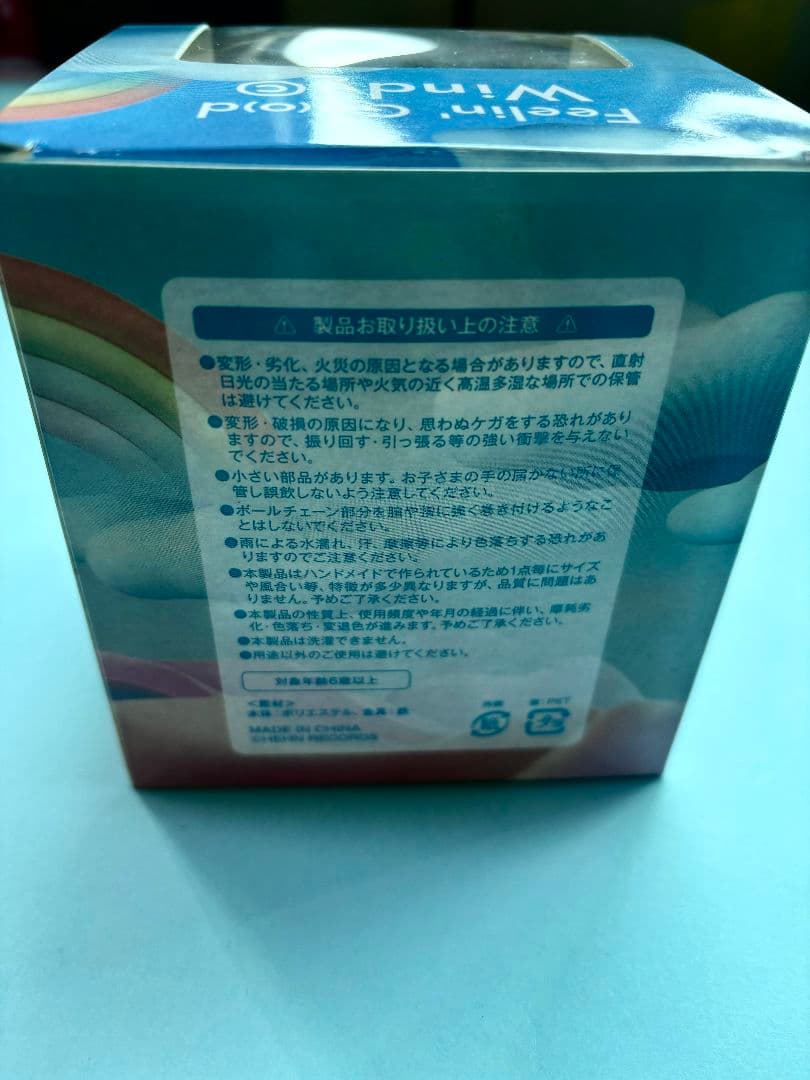 Feelin' G(o)d
Wind
製品お取り扱い上の注意
●変形・劣化、火災の原因となる場合がありますので、直射
日光の当たる場所や火気の近く高温多湿な場所での保管
は避けてください。
●変形・破損の原因になり、思わぬケガをする恐れがあり
ますので、振り回す・引っ張る等の強い衝撃を与えない
でください。
●小さい部品があります。お子さまの手の届かない所に保
管し誤飲しないよう注意してください。
●ボールチェーン部分を腕や指に強く巻き付けるようなこ
とはしないでください。
●雨による水濡れ、汗、摩擦等により色落ちする恐れがあ
りますのでご注意ください。
●本製品はハンドメイドで作られているため1点毎にサイズ
や風合い等、特徴が多少異なりますが、品質に問題はあ
りません。予めご了承ください。
●本製品の性質上、使用頻度や年月の経過に伴い、摩耗劣
化・色落ち・変退色が進みます。予めご了承ください。
●本製品は洗濯できません。
●用途以外のご使用は避けてください。
対象年齢6歳以上
<素材>
本体:ポリエステル、金具:鉄
MADE IN CHINA
©HEHN RECORDS
外装
紙
窓:PET
プラ